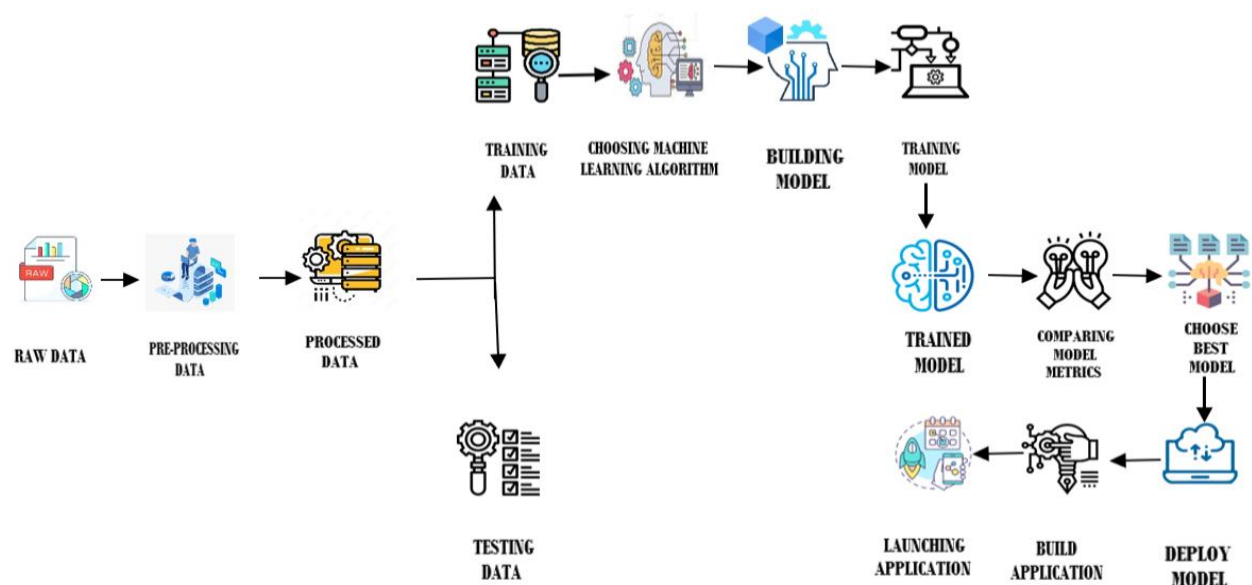 TRAINING
DATA
CHOOSING MACHINE
LEARNING ALGORITHM
BUILDING
MODEL
TRAINING
MODEL
RAW
RAW DATA
PRE-PROCESSING
DATA
PROCESSED
DATA
TRAINED
MODEL
COMPARING
MODEL
METRICS
CHOOSE
BEST
MODEL
TESTING
DATA
LAUNCHING
APPLICATION
BUILD
APPLICATION
DEPLOY
MODEL